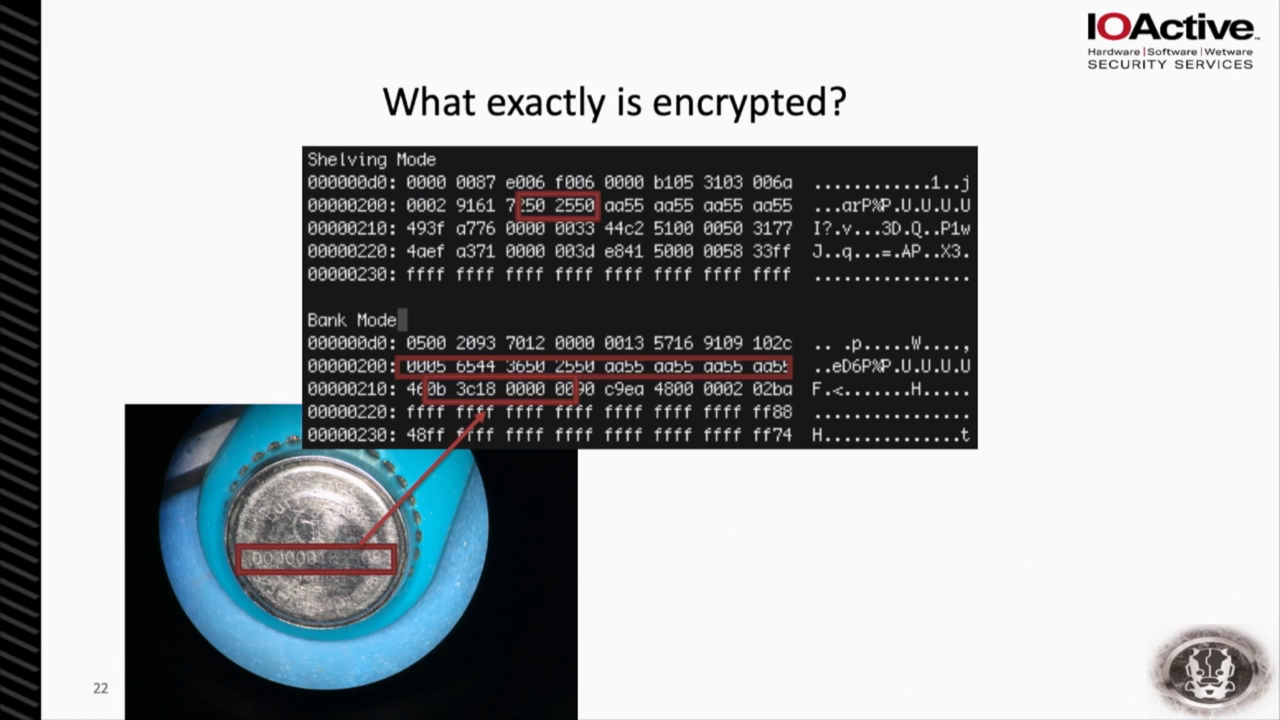 IOActive™
Hardware | Software | Wetware
SECURITY SERVICES
What exactly is encrypted?
Shelving Mode
000000d0: 0000 0087 e006 f006 0000 b105 3103 006a ............1..j
00000200: 0002 9161 7250 2550 aa55 aa55 aa55 aa55 ...arP%P.U.U.U.U
00000210: 493f a776 0000 0033 44c2 5100 0050 3177 I?.v...3D.Q..P1w
00000220: 4aef a371 0000 003d e841 5000 0058 33ff J..q...=.AP..X3.
00000230: ffff ffff ffff ffff ffff ffff ffff ffff ................
Bank Mode
000000d0: 0500 2093 7012 0000 0013 5716 9109 102c .. .p.....W....,
00000200: 0005 6544 3650 2550 aa55 aa55 aa55 aa55 ..eD6P%P.U.U.U.U
00000210: 460b 3c18 0000 0090 c9ea 4800 0002 02ba F.<.......H.....
00000220: ffff ffff ffff ffff ffff ffff ffff ff88 ................
00000230: 48ff ffff ffff ffff ffff ffff ffff ff74 H..............t
22